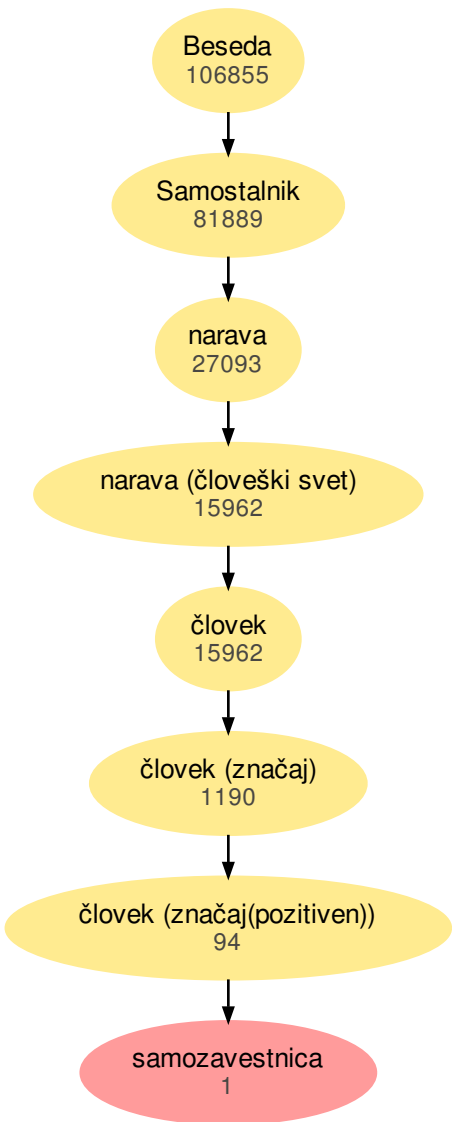 Beseda
106855
Samostalnik
81889
narava
27093
narava (človeški svet)
15962
človek
15962
človek (značaj)
1190
človek (značaj(pozitiven))
94
samozavestnica
1